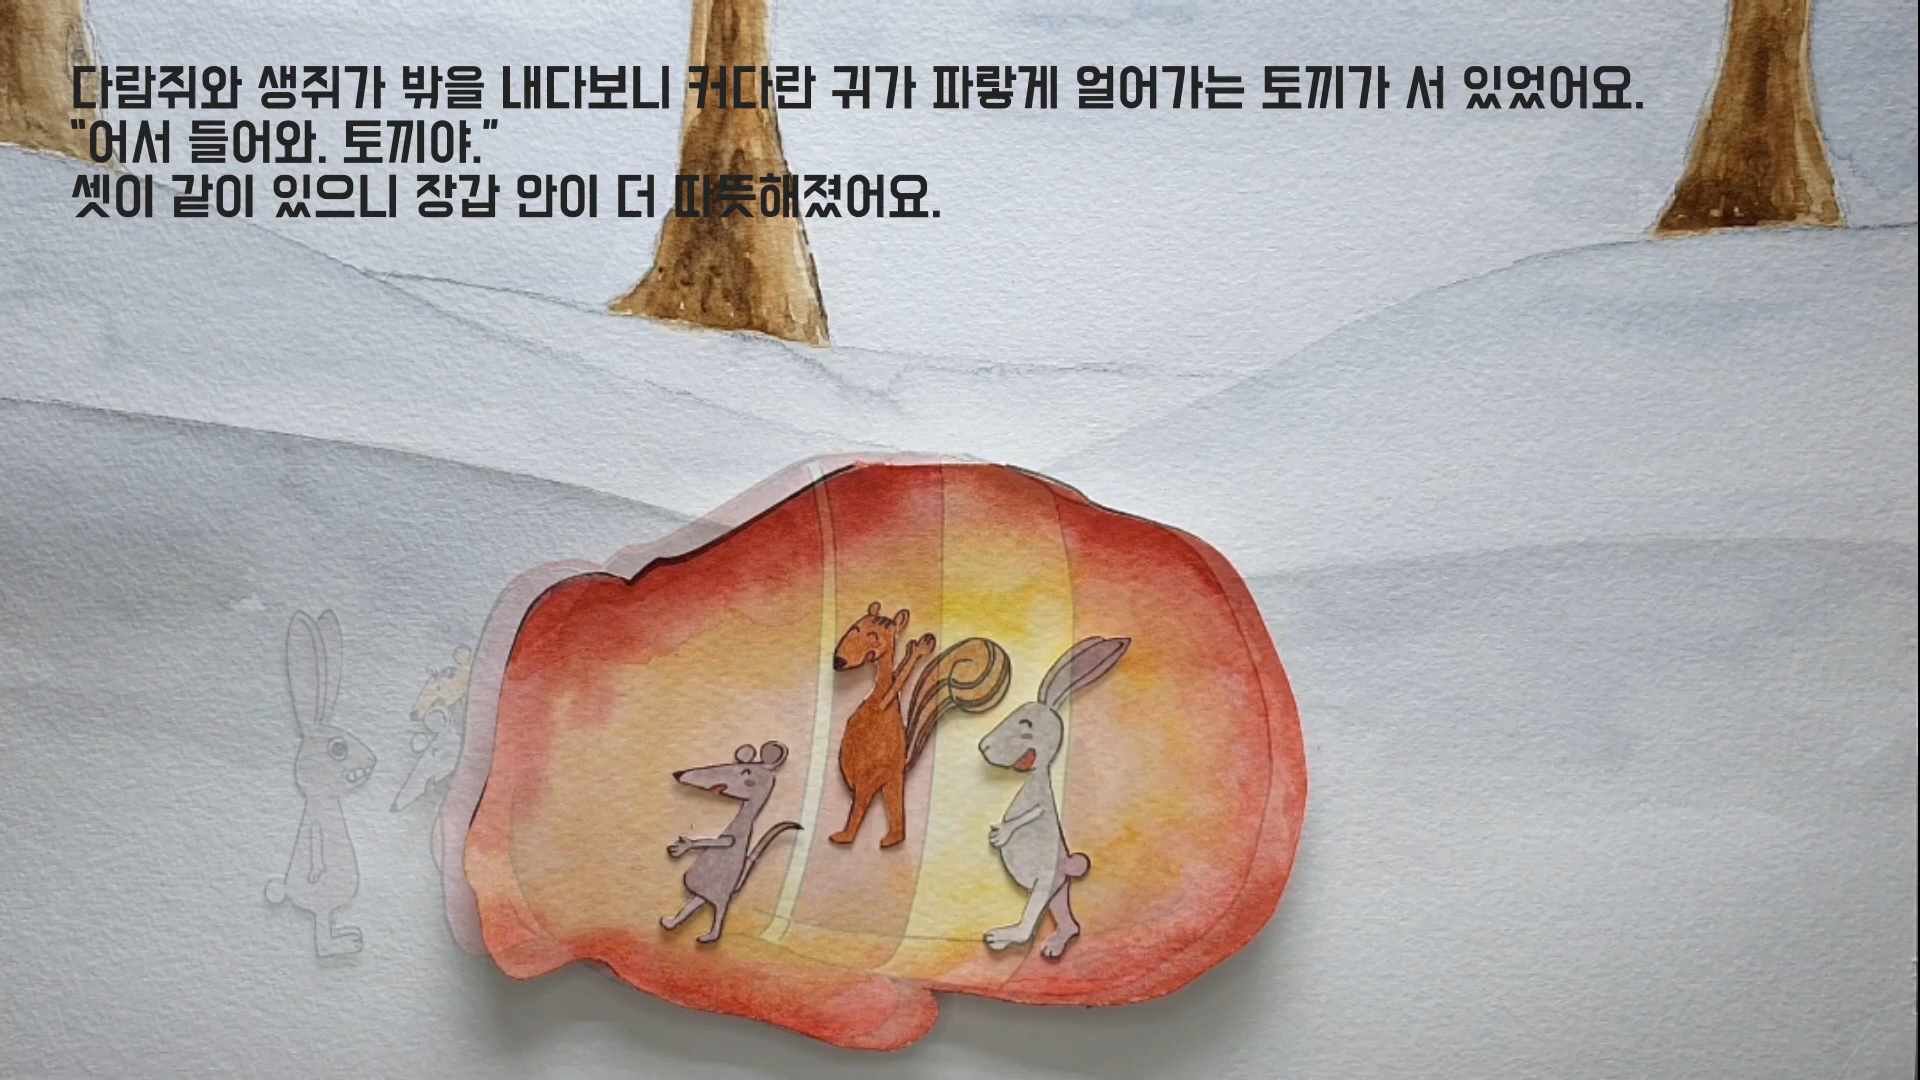 다람쥐와 생쥐가 밖을 내다보니 커다란 귀가 파랗게 얼어가는 토끼가 서 있었어요.
"어서 들어와. 토끼야."
셋이 같이 있으니 장갑 안이 더 따뜻해졌어요.